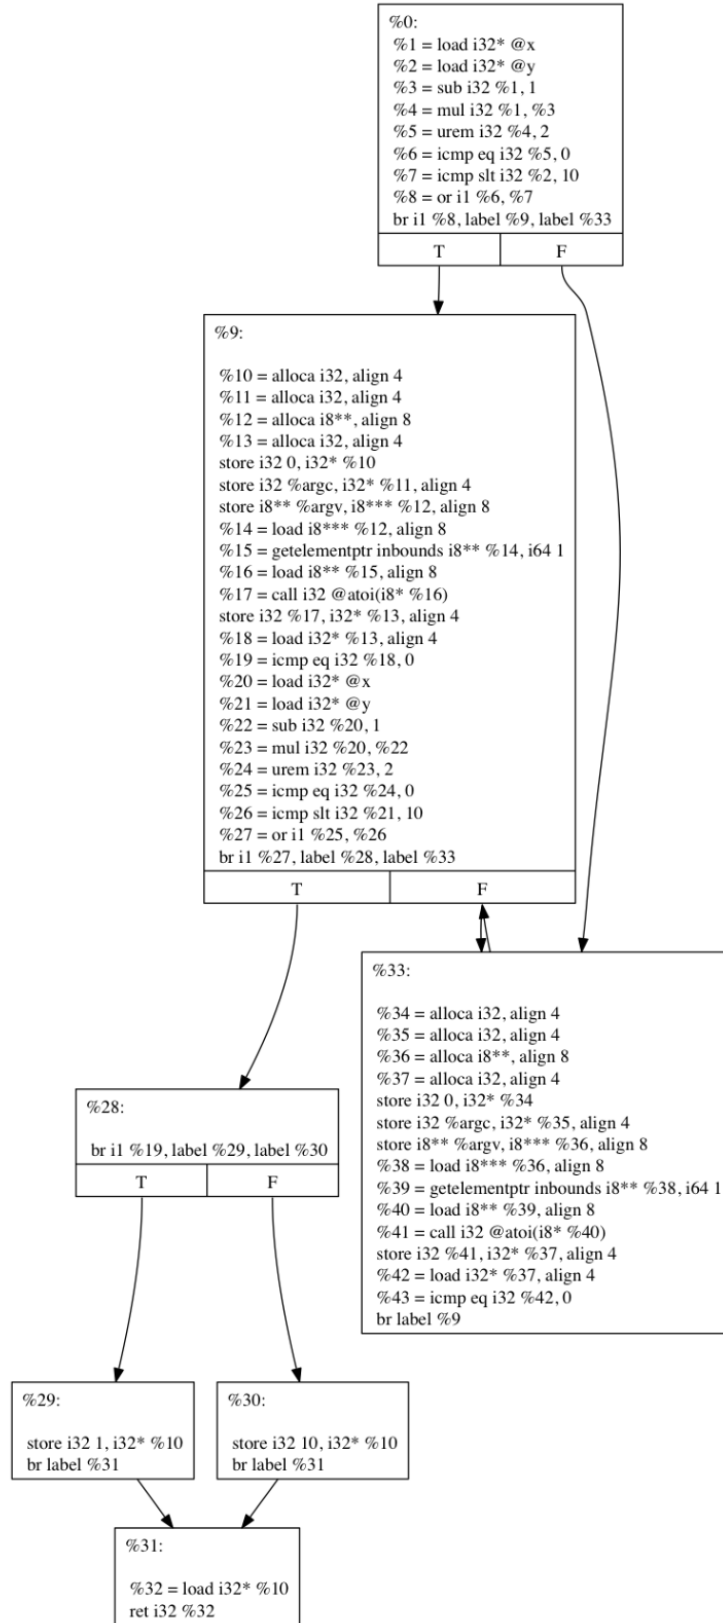 %0:
%1 = load i32* @x
%2 = load i32* @y
%3 = sub i32 %1, 1
%4 = mul i32 %1, %3
%5 = urem i32 %4, 2
%6 = icmp eq i32 %5, 0
%7 = icmp slt i32 %2, 10
%8 = or i1 %6, %7
br i1 %8, label %9, label %33
T
F
%9:
%10 = alloca i32, align 4
%11 = alloca i32, align 4
%12 = alloca i8**, align 8
%13 = alloca i32, align 4
store i32 0, i32* %10
store i32 %argc, i32* %11, align 4
store i8** %argv, i8*** %12, align 8
%14 = load i8*** %12, align 8
%15 = getelementptr inbounds i8** %14, i64 1
%16 = load i8** %15, align 8
%17 = call i32 @atoi(i8* %16)
store i32 %17, i32* %13, align 4
%18 = load i32* %13, align 4
%19 = icmp eq i32 %18, 0
%20 = load i32* @x
%21 = load i32* @y
%22 = sub i32 %20, 1
%23 = mul i32 %20, %22
%24 = urem i32 %23, 2
%25 = icmp eq i32 %24, 0
%26 = icmp slt i32 %21, 10
%27 = or i1 %25, %26
br i1 %27, label %28, label %33
T
F
%33:
%34 = alloca i32, align 4
%35 = alloca i32, align 4
%36 = alloca i8**, align 8
%37 = alloca i32, align 4
store i32 0, i32* %34
store i32 %argc, i32* %35, align 4
store i8** %argv, i8*** %36, align 8
%38 = load i8*** %36, align 8
%39 = getelementptr inbounds i8** %38, i64 1
%40 = load i8** %39, align 8
%41 = call i32 @atoi(i8* %40)
store i32 %41, i32* %37, align 4
%42 = load i32* %37, align 4
%43 = icmp eq i32 %42, 0
br label %9
%28:
br i1 %19, label %29, label %30
T
F
%29:
store i32 1, i32* %10
br label %31
%30:
store i32 10, i32* %10
br label %31
%31:
%32 = load i32* %10
ret i32 %32